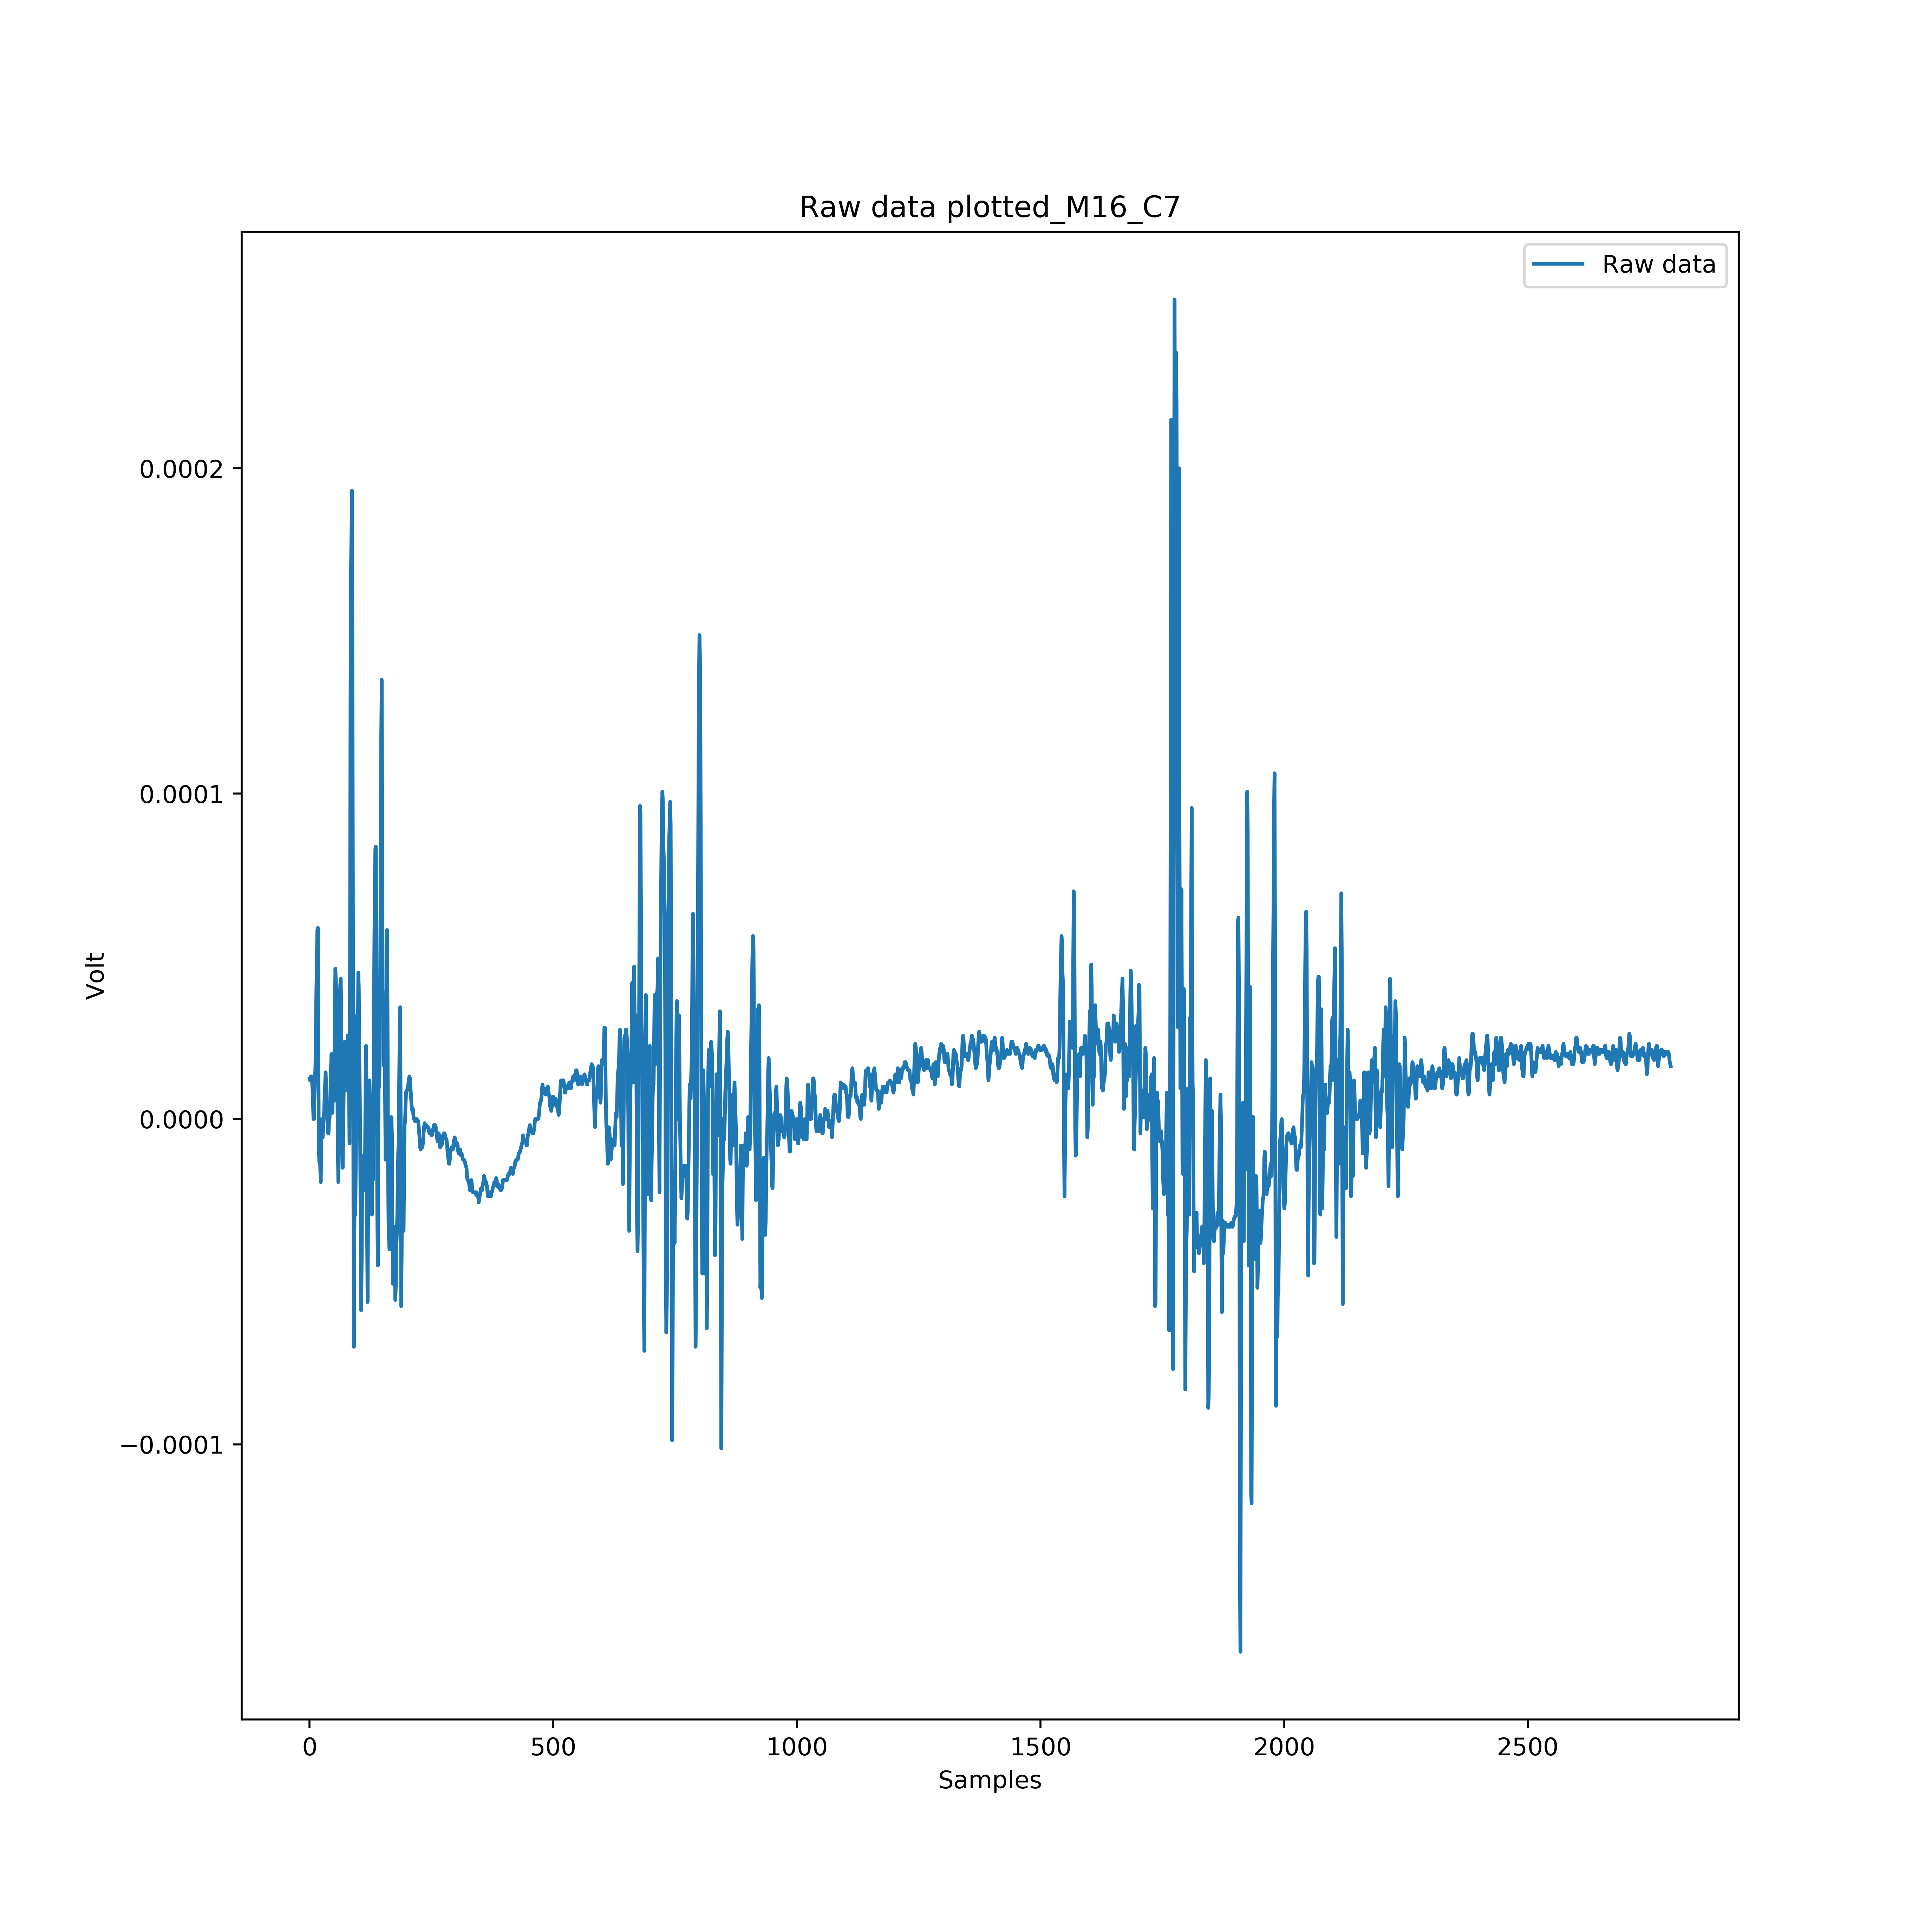 Raw data plotted_M16_C7
Raw data
0.0002
0.0001
0.0000
−0.0001
Volt
0 500 1000 1500 2000 2500
Samples